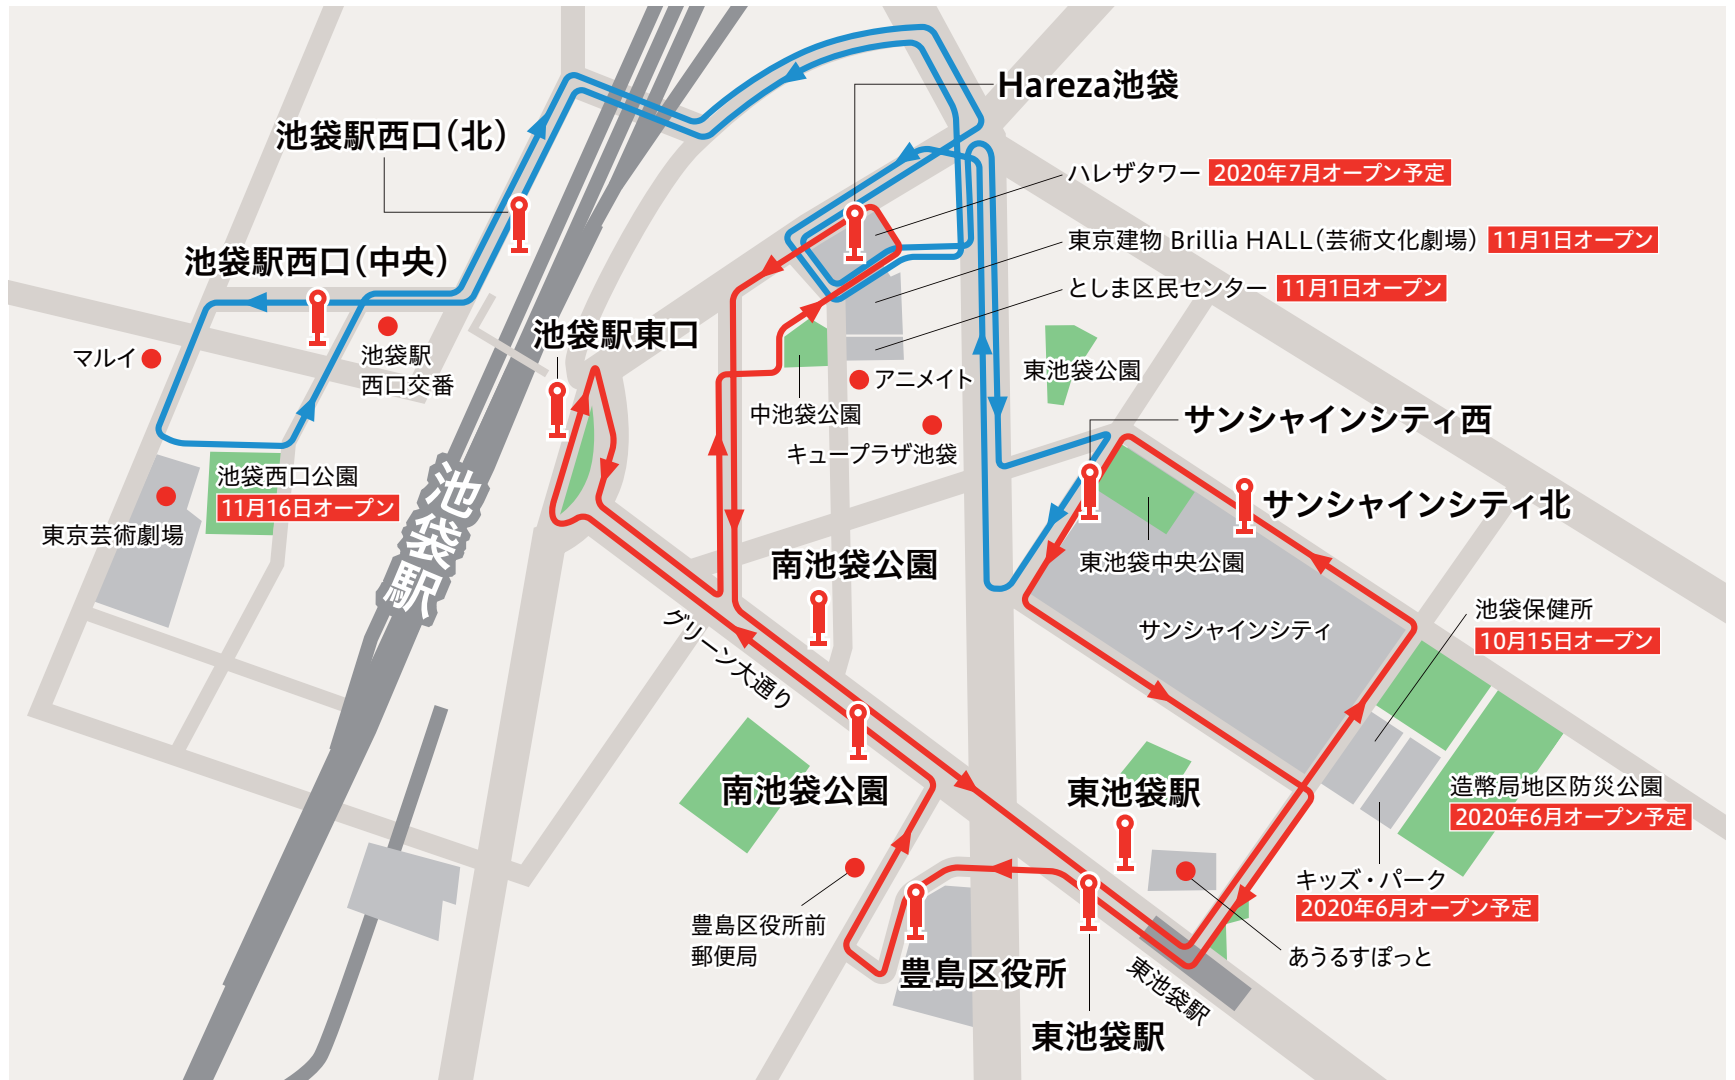 Hareza池袋
池袋駅西口（北）
ハレザタワー 2020年7月オープン予定
東京建物 Brillia HALL（芸術文化劇場） 11月1日オープン
池袋駅西口（中央）
としま区民センター 11月1日オープン
池袋駅東口
マルイ
池袋駅
西口交番
アニメイト
東池袋公園
中池袋公園
サンシャインシティ西
キュープラザ池袋
池袋西口公園
11月16日オープン
サンシャインシティ北
東京芸術劇場
池袋駅
南池袋公園
東池袋中央公園
グリーン大通り
サンシャインシティ
池袋保健所
10月15日オープン
南池袋公園
東池袋駅
造幣局地区防災公園
2020年6月オープン予定
キッズ・パーク
2020年6月オープン予定
豊島区役所前
郵便局
あうるすぽっと
豊島区役所
東池袋駅
東池袋駅